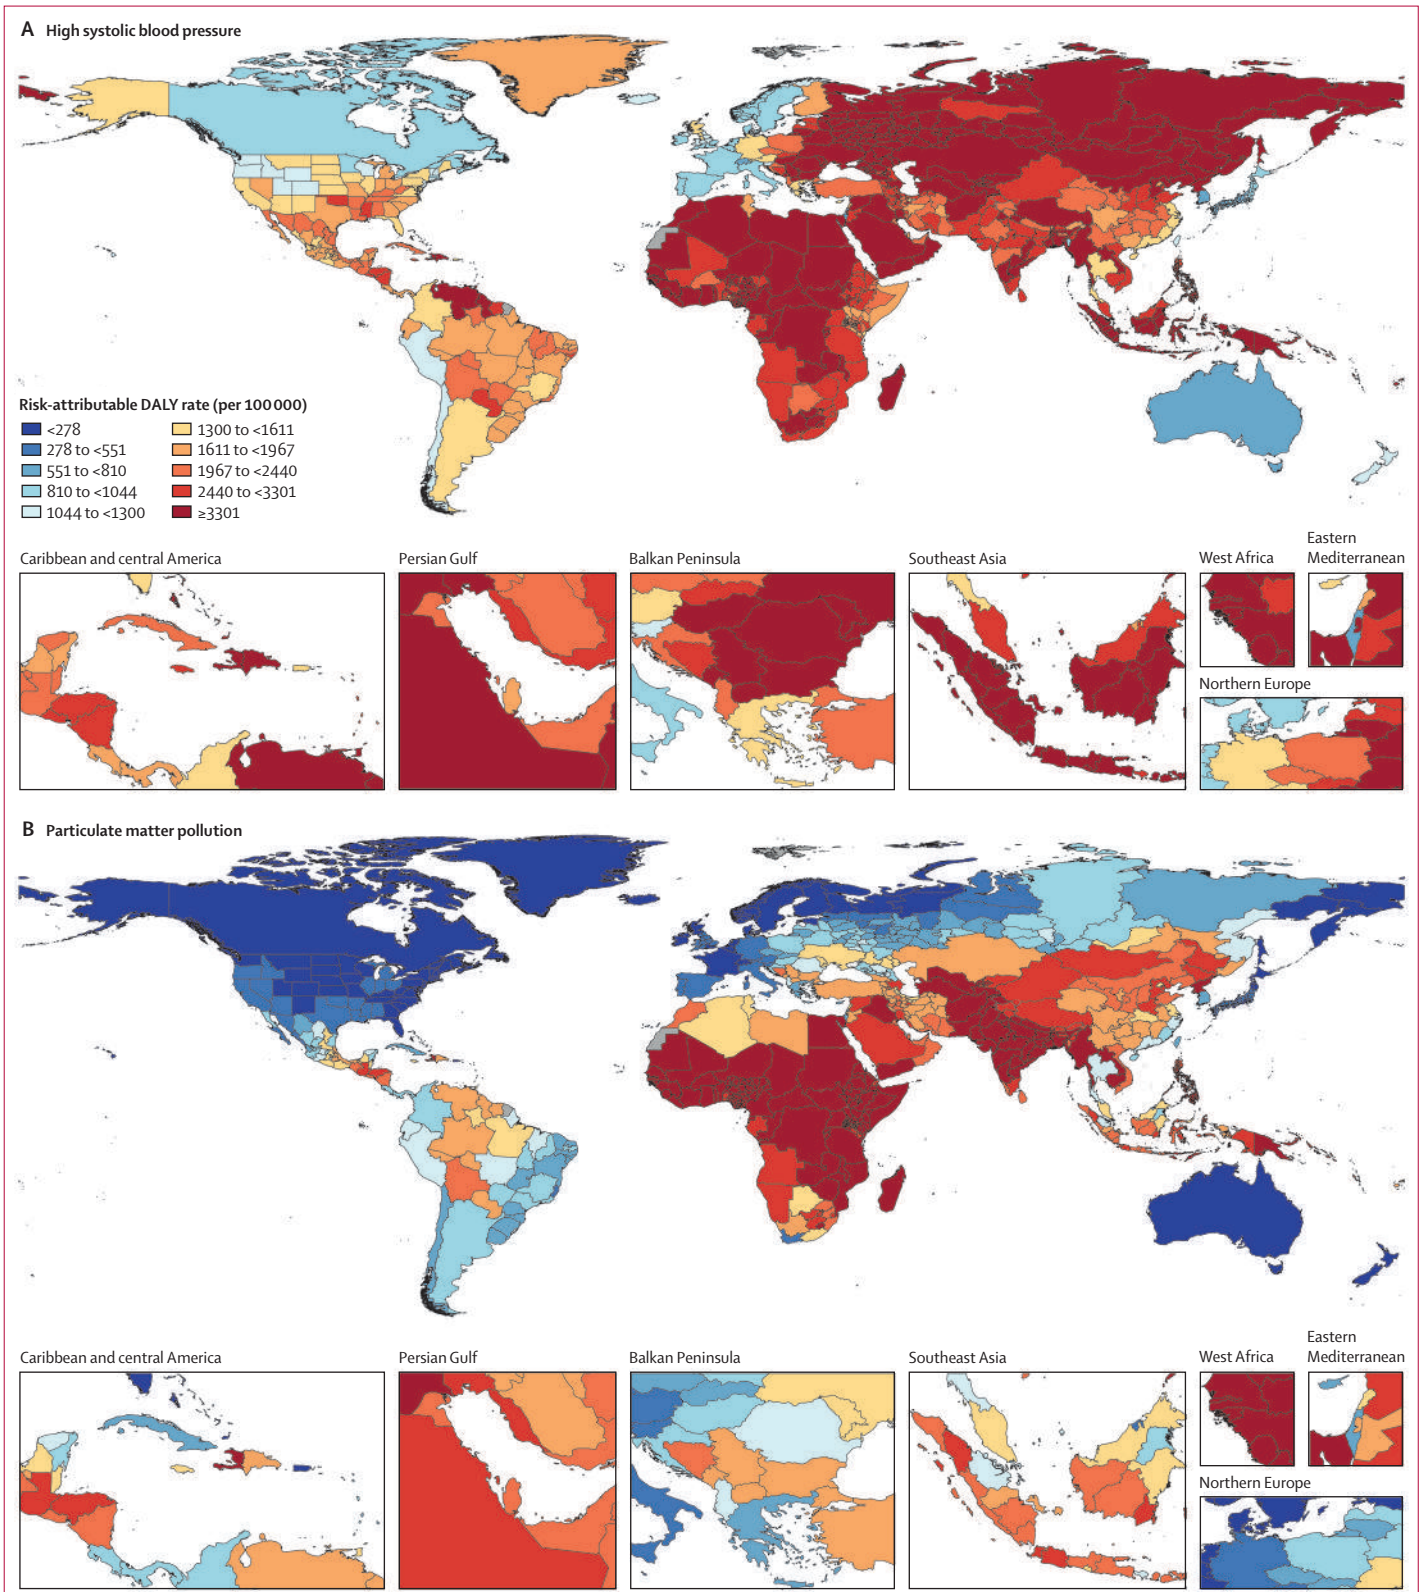 A High systolic blood pressure
Risk-attributable DALY rate (per 100 000)
<278
278 to <551
551 to <810
810 to <1044
1044 to <1300
1300 to <1611
1611 to <1967
1967 to <2440
2440 to <3301
≥3301
Caribbean and central America
Persian Gulf
Balkan Peninsula
Southeast Asia
West Africa
Eastern
Mediterranean
Northern Europe
B Particulate matter pollution
Caribbean and central America
Persian Gulf
Balkan Peninsula
Southeast Asia
West Africa
Eastern
Mediterranean
Northern Europe